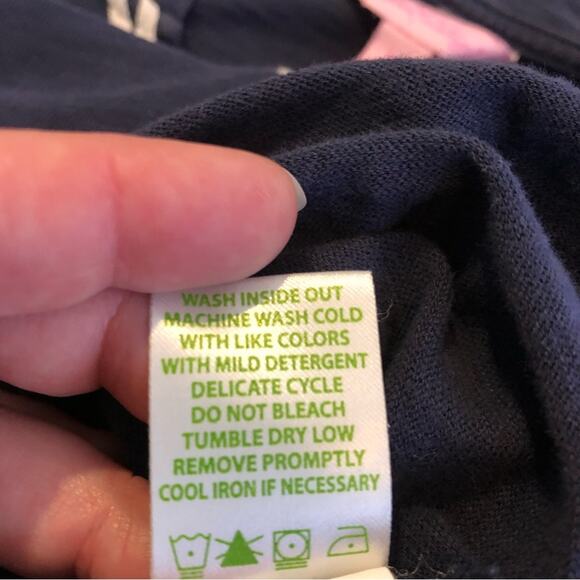 WASH INSIDE OUT
MACHINE WASH COLD
WITH LIKE COLORS
WITH MILD DETERGENT
DELICATE CYCLE
DO NOT BLEACH
TUMBLE DRY LOW
REMOVE PROMPTLY
COOL IRON IF NECESSARY